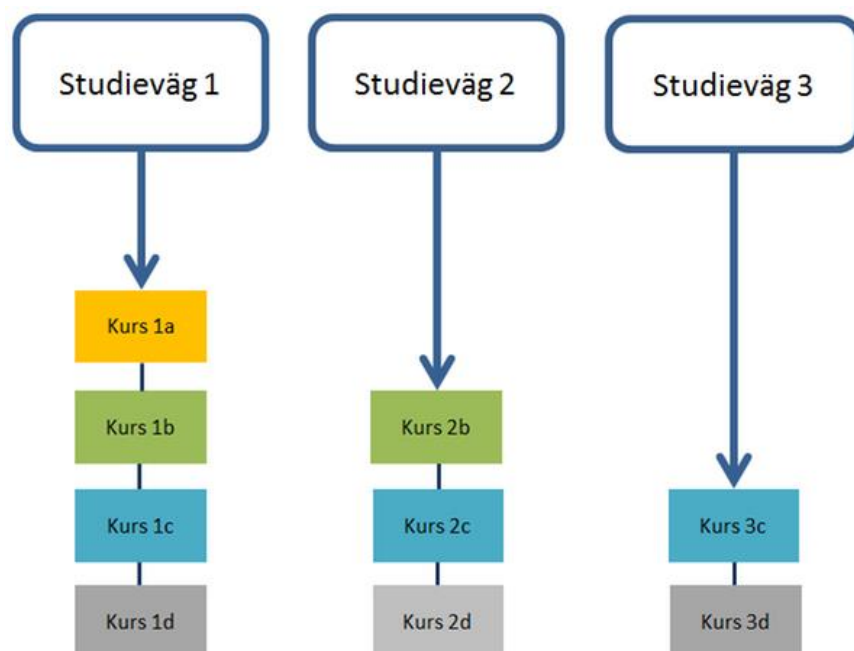 Studieväg 1
Studieväg 2
Studieväg 3
Kurs 1a
Kurs 1b
Kurs 2b
Kurs 1c
Kurs 2c
Kurs 3c
Kurs 1d
Kurs 2d
Kurs 3d